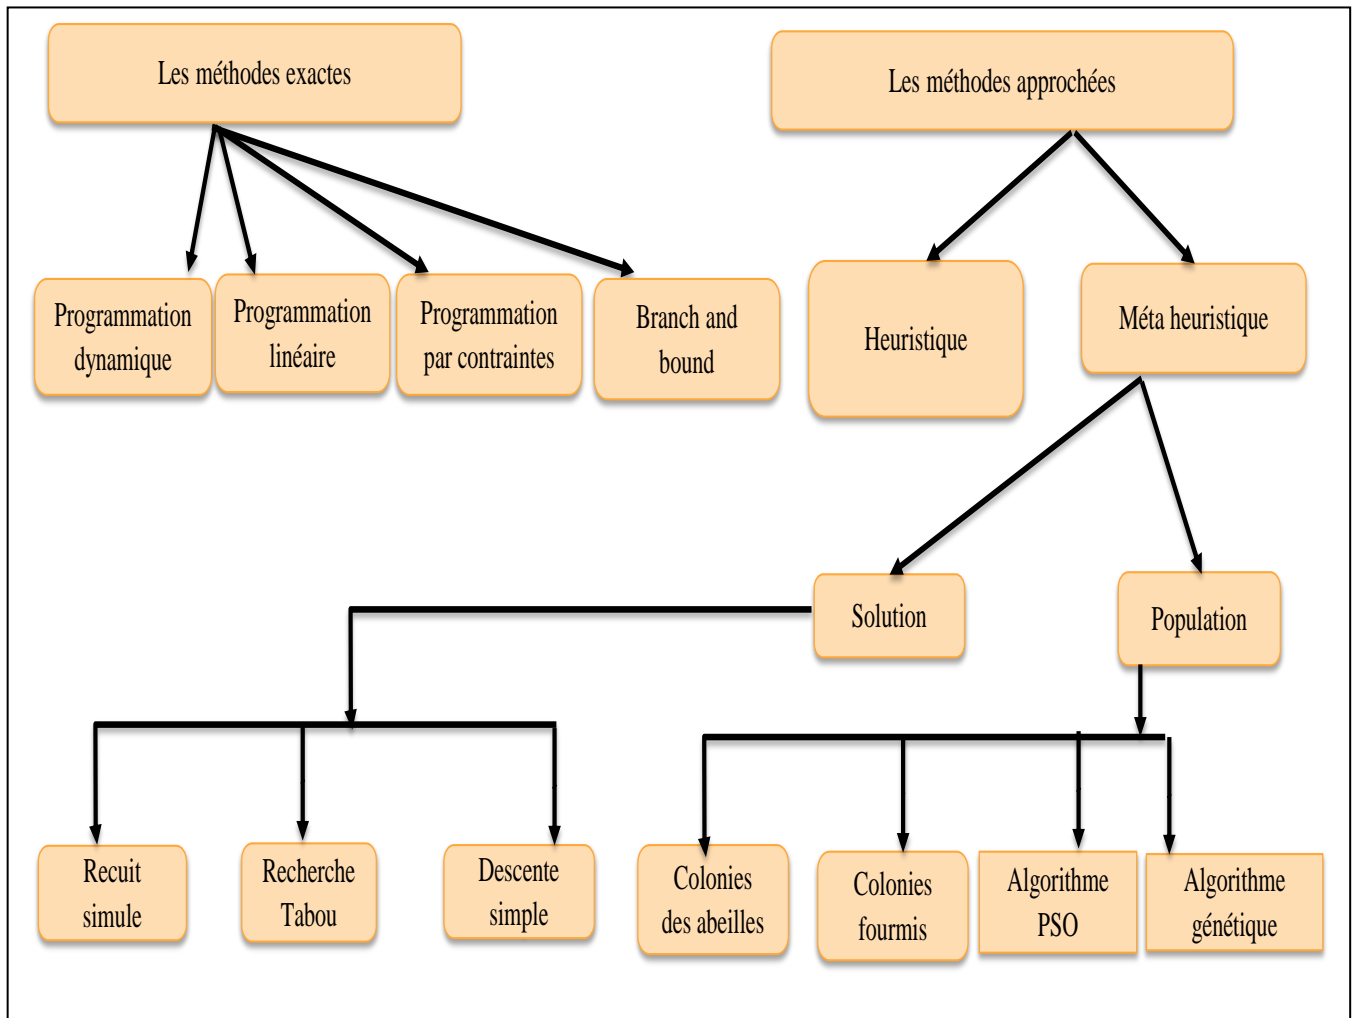 Les méthodes exactes
Les méthodes approchées
Programmation
dynamique
Programmation
linéaire
Programmation
par contraintes
Branch and
bound
Heuristique
Méta heuristique
Solution
Population
Recuit
simule
Recherche
Tabou
Descente
simple
Colonies
des abeilles
Colonies
fourmis
Algorithme
PSO
Algorithme
génétique